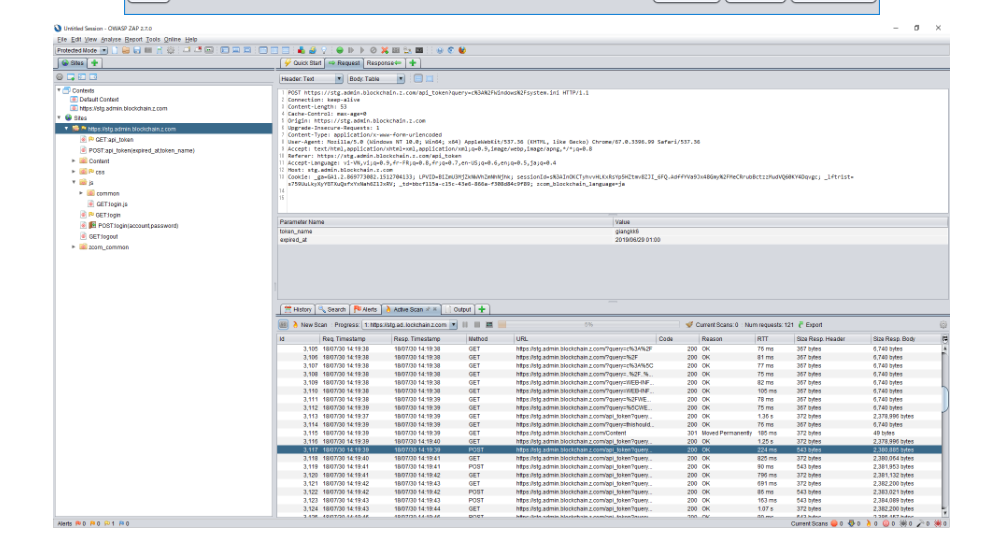 Untitled Session - OWASP ZAP 2.7.0
File Edit View Analyse Report Tools Online Help
Protected Mode
Sites
Quick Start Request Response
Header: Text Body: Table
Contexts
Default Context
https://stg.admin.blockchain.z.com
Sites
https://stg.admin.blockchain.z.com
GET:api_token
POST:api_token(expired_at,token_name)
Content
css
js
common
GET:login.js
GET:login
POST:login(account,password)
GET:logout
zcom_common
POST https://stg.admin.blockchain.z.com/api_token?query=c%3A%2FWindows%2Fsystem.ini HTTP/1.1
Connection: keep-alive
Content-Length: 53
Cache-Control: max-age=0
Origin: https://stg.admin.blockchain.z.com
Upgrade-Insecure-Requests: 1
Content-Type: application/x-www-form-urlencoded
User-Agent: Mozilla/5.0 (Windows NT 10.0; Win64; x64) AppleWebKit/537.36 (KHTML, like Gecko) Chrome/67.0.3396.99 Safari/537.36
Accept: text/html,application/xhtml+xml,application/xml;q=0.9,image/webp,image/apng,*/*;q=0.8
Referer: https://stg.admin.blockchain.z.com/api_token
Accept-Language: vi-VN,vi;q=0.9,fr-FR;q=0.8,fr;q=0.7,en-US;q=0.6,en;q=0.5,ja;q=0.4
Host: stg.admin.blockchain.z.com
Parameter Name Value
token_name giangkk6
expired_at 2019/06/29 01:00
History Search Alerts Active Scan Output
New Scan Progress: 1: https://stg.ad..lockchain.z.com Current Scans: 0 Num requests: 121 Export
Id Req. Timestamp Resp. Timestamp Method URL Code Reason RTT Size Resp. Header Size Resp. Body
3,105 18/07/30 14:19:38 18/07/30 14:19:38 GET https://stg.admin.blockchain.z.com/?query=c%3A%2F 200 OK 76 ms 367 bytes 6,740 bytes
3,106 18/07/30 14:19:38 18/07/30 14:19:38 GET https://stg.admin.blockchain.z.com/?query=%2F 200 OK 81 ms 367 bytes 6,740 bytes
3,107 18/07/30 14:19:38 18/07/30 14:19:38 GET https://stg.admin.blockchain.z.com/?query=c%3A%5C 200 OK 77 ms 367 bytes 6,740 bytes
3,108 18/07/30 14:19:38 18/07/30 14:19:38 GET 200 OK 75 ms 367 bytes 6,740 bytes
3,109 18/07/30 14:19:38 18/07/30 14:19:38 GET https://stg.admin.blockchain.z.com/?query=WEB-INF... 200 OK 82 ms 367 bytes 6,740 bytes
3,110 18/07/30 14:19:38 18/07/30 14:19:38 GET https://stg.admin.blockchain.z.com/?query=WEB-INF... 200 OK 106 ms 367 bytes 6,740 bytes
3,111 18/07/30 14:19:38 18/07/30 14:19:39 GET https://stg.admin.blockchain.z.com/?query=%2FWE... 200 OK 78 ms 367 bytes 6,740 bytes
3,112 18/07/30 14:19:39 18/07/30 14:19:39 GET https://stg.admin.blockchain.z.com/?query=%5CWE... 200 OK 75 ms 367 bytes 6,740 bytes
3,113 18/07/30 14:19:37 18/07/30 14:19:39 GET https://stg.admin.blockchain.z.com/api_token?query... 200 OK 1.36 s 372 bytes 2,378,996 bytes
3,114 18/07/30 14:19:39 18/07/30 14:19:39 GET https://stg.admin.blockchain.z.com/?query=thishould... 200 OK 76 ms 367 bytes 6,740 bytes
3,115 18/07/30 14:19:39 18/07/30 14:19:39 GET https://stg.admin.blockchain.z.com/Content 301 Moved Permanently 195 ms 372 bytes 49 bytes
3,116 18/07/30 14:19:39 18/07/30 14:19:40 GET https://stg.admin.blockchain.z.com/api_token?query... 200 OK 1.25 s 372 bytes 2,378,996 bytes
3,117 18/07/30 14:19:39 18/07/30 14:19:39 POST https://stg.admin.blockchain.z.com/api_token?query... 200 OK 224 ms 543 bytes 2,380,885 bytes
3,118 18/07/30 14:19:40 18/07/30 14:19:41 GET https://stg.admin.blockchain.z.com/api_token?query... 200 OK 825 ms 372 bytes 2,380,064 bytes
3,119 18/07/30 14:19:41 18/07/30 14:19:41 POST https://stg.admin.blockchain.z.com/api_token?query... 200 OK 90 ms 543 bytes 2,381,953 bytes
3,120 18/07/30 14:19:41 18/07/30 14:19:42 GET https://stg.admin.blockchain.z.com/api_token?query... 200 OK 796 ms 372 bytes 2,381,132 bytes
3,121 18/07/30 14:19:42 18/07/30 14:19:43 GET https://stg.admin.blockchain.z.com/api_token?query... 200 OK 691 ms 372 bytes 2,382,200 bytes
3,122 18/07/30 14:19:42 18/07/30 14:19:42 POST https://stg.admin.blockchain.z.com/api_token?query... 200 OK 86 ms 543 bytes 2,383,021 bytes
3,123 18/07/30 14:19:43 18/07/30 14:19:43 POST https://stg.admin.blockchain.z.com/api_token?query... 200 OK 163 ms 543 bytes 2,384,089 bytes
3,124 18/07/30 14:19:43 18/07/30 14:19:44 GET https://stg.admin.blockchain.z.com/api_token?query... 200 OK 1.07 s 372 bytes 2,382,200 bytes
Alerts 0 0 1 0 Current Scans 0 0 0 0 0 0 0